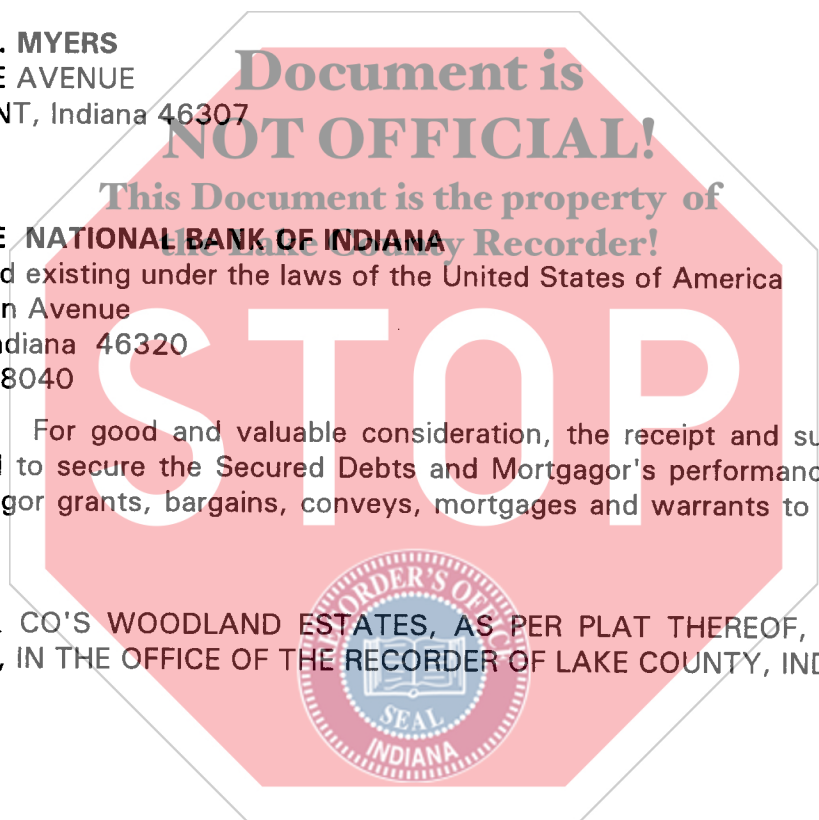 . MYERS
E AVENUE
NT, Indiana 46307
Document is
NOT OFFICIAL!
This Document is the property of
the Lake County Recorder!
E NATIONAL BANK OF INDIANA
d existing under the laws of the United States of America
n Avenue
ndiana 46320
8040
STOP
For good and valuable consideration, the receipt and su
l to secure the Secured Debts and Mortgagor's performanc
gor grants, bargains, conveys, mortgages and warrants to
. CO'S WOODLAND ESTATES, AS PER PLAT THEREOF,
, IN THE OFFICE OF THE RECORDER OF LAKE COUNTY, IND
RECORDER'S OFFICE
SEAL
INDIANA